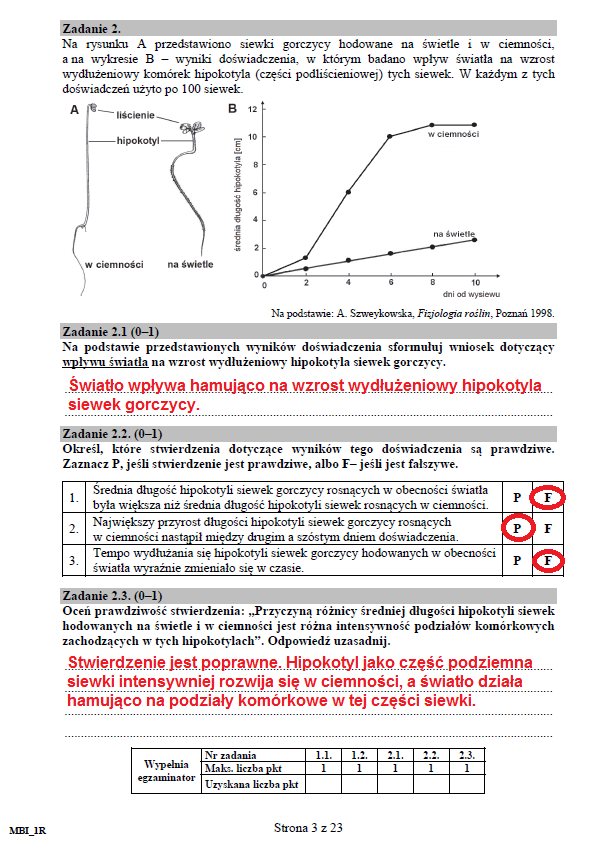 Zadanie 2.
Na rysunku A przedstawiono siewki gorczycy hodowane na świetle i w ciemności,
a na wykresie B – wyniki doświadczenia, w którym badano wpływ światła na wzrost
wydłużeniowy komórek hipokotyla (części podliścieniowej) tych siewek. W każdym z tych
doświadczeń użyto po 100 siewek.
A
liścienie
hipokotyl
w ciemności
na świetle
B
średnia długość hipokotyla [cm]
12
10
8
6
4
2
0
w ciemności
na świetle
0 2 4 6 8 10
dni od wysiewu
Na podstawie: A. Szweykowska, Fizjologia roślin, Poznań 1998.
Zadanie 2.1 (0–1)
Na podstawie przedstawionych wyników doświadczenia sformułuj wniosek dotyczący
wpływu światła na wzrost wydłużeniowy hipokotyla siewek gorczycy.
Światło wpływa hamująco na wzrost wydłużeniowy hipokotyla
siewek gorczycy.
Zadanie 2.2. (0–1)
Określ, które stwierdzenia dotyczące wyników tego doświadczenia są prawdziwe.
Zaznacz P, jeśli stwierdzenie jest prawdziwe, albo F– jeśli jest fałszywe.
1. Średnia długość hipokotyli siewek gorczycy rosnących w obecności światła P F
była większa niż średnia długość hipokotyli siewek rosnących w ciemności.
2. Największy przyrost długości hipokotyli siewek gorczycy rosnących P F
w ciemności nastąpił między drugim a szóstym dniem doświadczenia.
3. Tempo wydłużania się hipokotyli siewek gorczycy hodowanych w obecności P F
światła wyraźnie zmieniało się w czasie.
Zadanie 2.3. (0–1)
Oceń prawdziwość stwierdzenia: „Przyczyną różnicy średniej długości hipokotyli siewek
hodowanych na świetle i w ciemności jest różna intensywność podziałów komórkowych
zachodzących w tych hipokotylach”. Odpowiedź uzasadnij.
Stwierdzenie jest poprawne. Hipokotyl jako część podziemna
siewki intensywniej rozwija się w ciemności, a światło działa
hamująco na podziały komórkowe w tej części siewki.
Wypełnia
egzaminator
Nr zadania 1.1. 1.2. 2.1. 2.2. 2.3.
Maks. liczba pkt 1 1 1 1 1
Uzyskana liczba pkt
MBI_1R
Strona 3 z 23